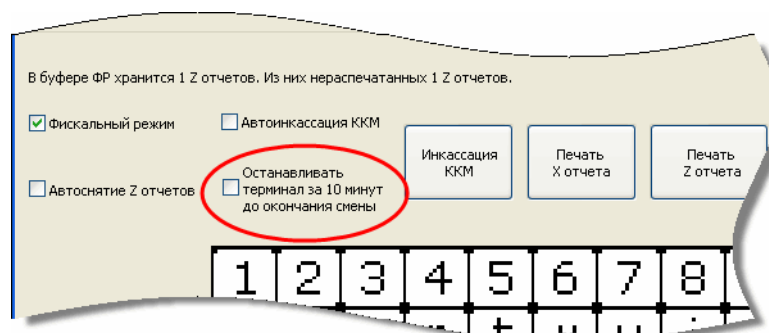 В буфере ФР хранится 1 Z отчетов. Из них нераспечатанных 1 Z отчетов.
Фискальный режим
Автоинкассация ККМ
Инкассация
ККМ
Печать
X отчета
Печать
Z отчета
Автоснятие Z отчетов
Останавливать
терминал за 10 минут
до окончания смены
1 2 3 4 5 6 7 8